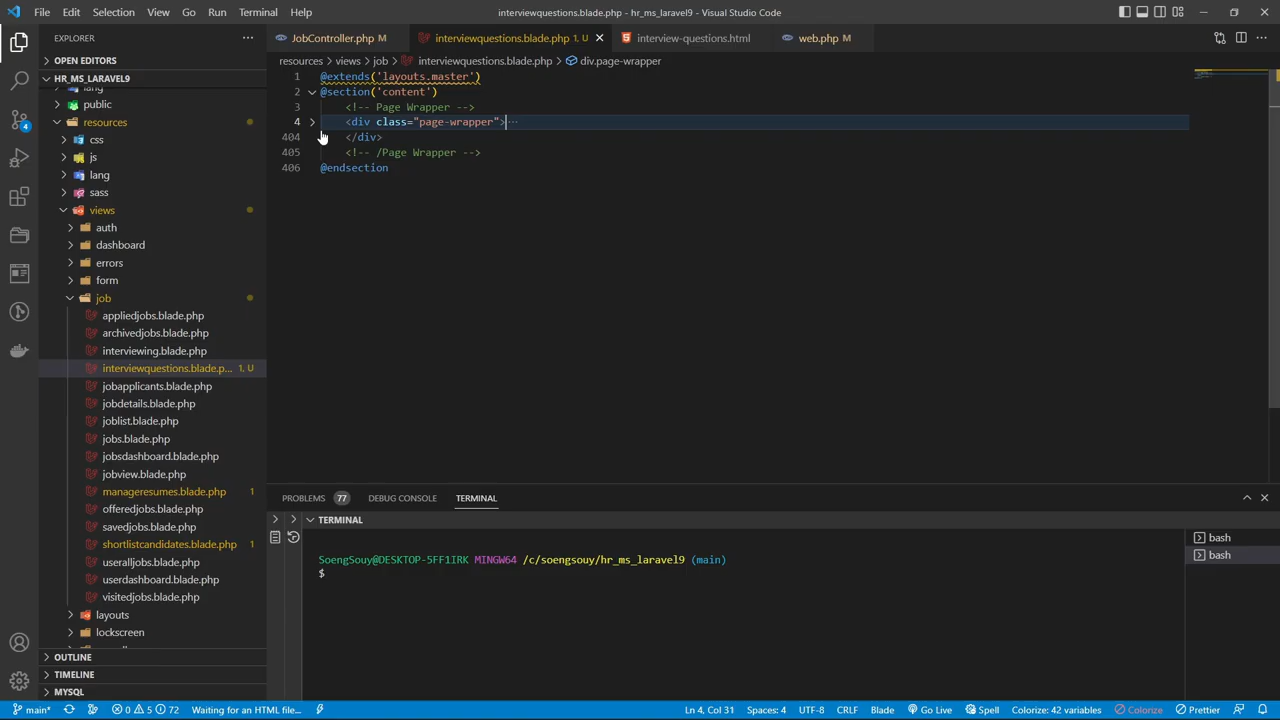 File Edit Selection View Go Run Terminal Help
interviewquestions.blade.php - hr_ms_laravel9 - Visual Studio Code
EXPLORER
JobController.php M
interviewquestions.blade.php 1, U
interview-questions.html
web.php M
OPEN EDITORS
resources > views > job > interviewquestions.blade.php > div.page-wrapper
HR_MS_LARAVEL9
lang
public
resources
css
js
lang
sass
views
auth
dashboard
errors
form
job
appliedjobs.blade.php
archivedjobs.blade.php
interviewing.blade.php
interviewquestions.blade.p... 1, U
jobapplicants.blade.php
jobdetails.blade.php
joblist.blade.php
jobs.blade.php
jobsdashboard.blade.php
jobview.blade.php
manageresumes.blade.php 1
offeredjobs.blade.php
savedjobs.blade.php
shortlistcandidates.blade.php 1
useralljobs.blade.php
userdashboard.blade.php
visitedjobs.blade.php
layouts
lockscreen
OUTLINE
TIMELINE
MYSQL
4
1 @extends('layouts.master')
2 @section('content')
3 <!-- Page Wrapper -->
4 <div class="page-wrapper">···
404 </div>
405 <!-- /Page Wrapper -->
406 @endsection
PROBLEMS 77 DEBUG CONSOLE TERMINAL
TERMINAL
SoengSouy@DESKTOP-5FF1IRK MINGW64 /c/soengsouy/hr_ms_laravel9 (main)
$
bash
bash
main* 0 5 72 Waiting for an HTML file... Ln 4, Col 31 Spaces: 4 UTF-8 CRLF Blade Go Live Spell Colorize: 42 variables Colorize Prettier